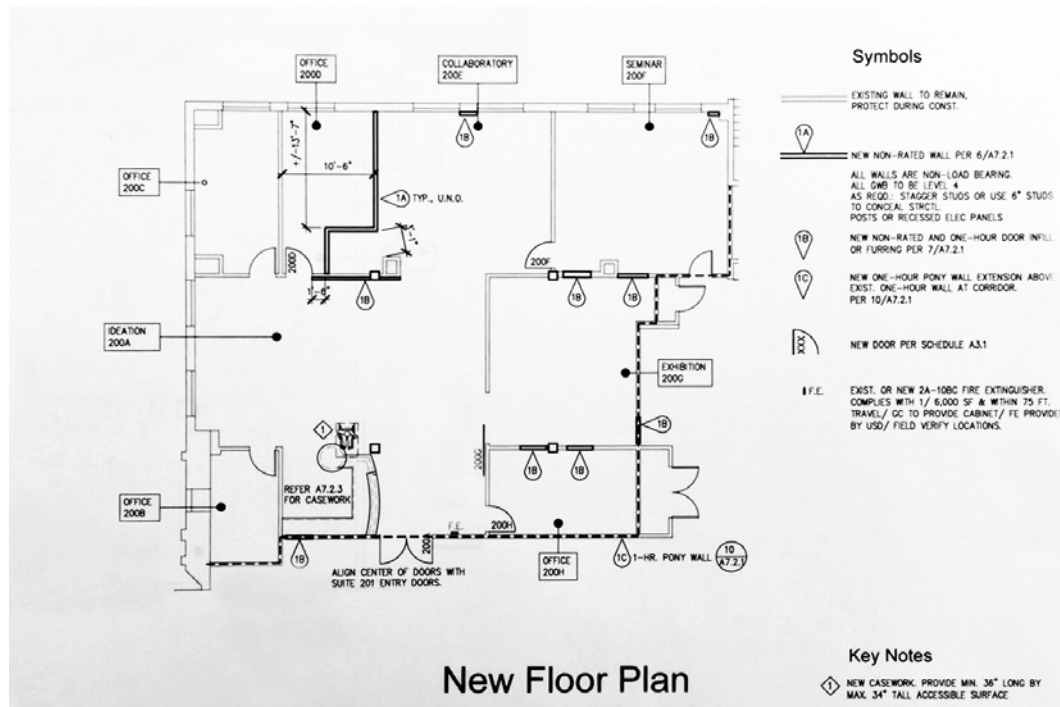 OFFICE
200D
COLLABORATORY
200E
SEMINAR
200F
1B
1B
+/-13'-7"
10'-6"
OFFICE
200C
1A TYP., U.N.O.
1'-1"
200D
200F
1'-6"
1B
1B
1B
IDEATION
200A
EXHIBITION
200G
1
1B
200G
1B
1B
REFER A7.2.3
FOR CASEWORK
OFFICE
200B
F.E.
200H
200A
1B
ALIGN CENTER OF DOORS WITH
SUITE 201 ENTRY DOORS.
OFFICE
200H
1C 1-HR. PONY WALL
10
A7.2.1
New Floor Plan
Symbols
EXISTING WALL TO REMAIN,
PROTECT DURING CONST.
1A
NEW NON-RATED WALL PER 6/A7.2.1
ALL WALLS ARE NON-LOAD BEARING.
ALL GWB TO BE LEVEL 4
AS REQD.: STAGGER STUDS OR USE 6" STUDS
TO CONCEAL STRCTL.
POSTS OR RECESSED ELEC PANELS
1B
NEW NON-RATED AND ONE-HOUR DOOR INFILL
OR FURRING PER 7/A7.2.1
1C
NEW ONE-HOUR PONY WALL EXTENSION ABOVE
EXIST. ONE-HOUR WALL AT CORRIDOR.
PER 10/A7.2.1
XXX
NEW DOOR PER SCHEDULE A3.1
F.E.
EXIST. OR NEW 2A-10BC FIRE EXTINGUISHER.
COMPLIES WITH 1/ 6,000 SF & WITHIN 75 FT.
TRAVEL/ GC TO PROVIDE CABINET/ FE PROVIDE
BY USD/ FIELD VERIFY LOCATIONS.
Key Notes
1 NEW CASEWORK. PROVIDE MIN. 36" LONG BY
MAX. 34" TALL ACCESSIBLE SURFACE